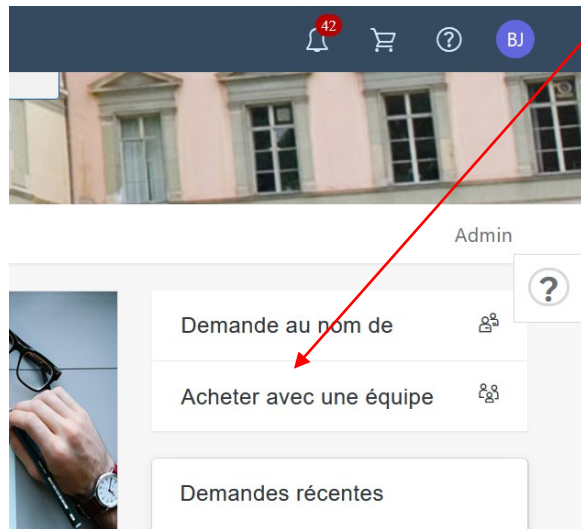 42
BJ
Admin
?
Demande au nom de
Acheter avec une équipe
Demandes récentes